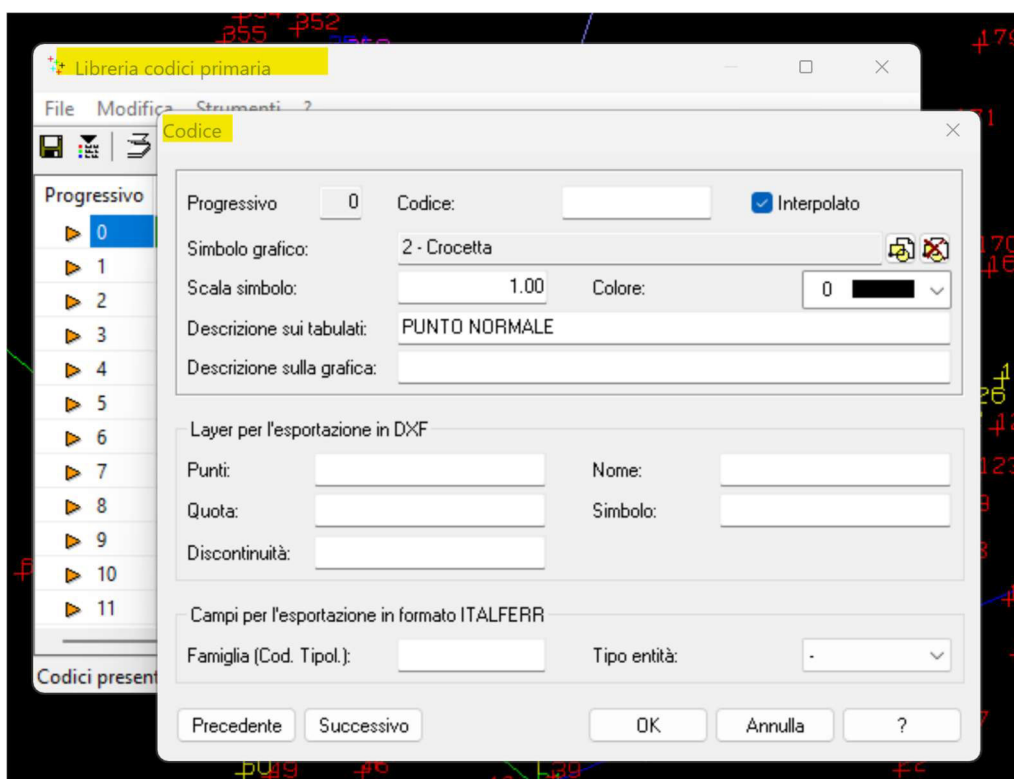 352
355
179
Libreria codici primaria
File Modifica Strumenti ?
Codice
Progressivo
0
1
2
3
4
5
6
7
8
9
10
11
Codici present
Progressivo 0 Codice: Interpolato
Simbolo grafico: 2 - Crocetta
Scala simbolo: 1.00 Colore: 0
Descrizione sui tabulati: PUNTO NORMALE
Descrizione sulla grafica:
Layer per l'esportazione in DXF
Punti: Nome:
Quota: Simbolo:
Discontinuità:
Campi per l'esportazione in formato ITALFERR
Famiglia (Cod. Tipol.): Tipo entità: -
Precedente Successivo OK Annulla ?